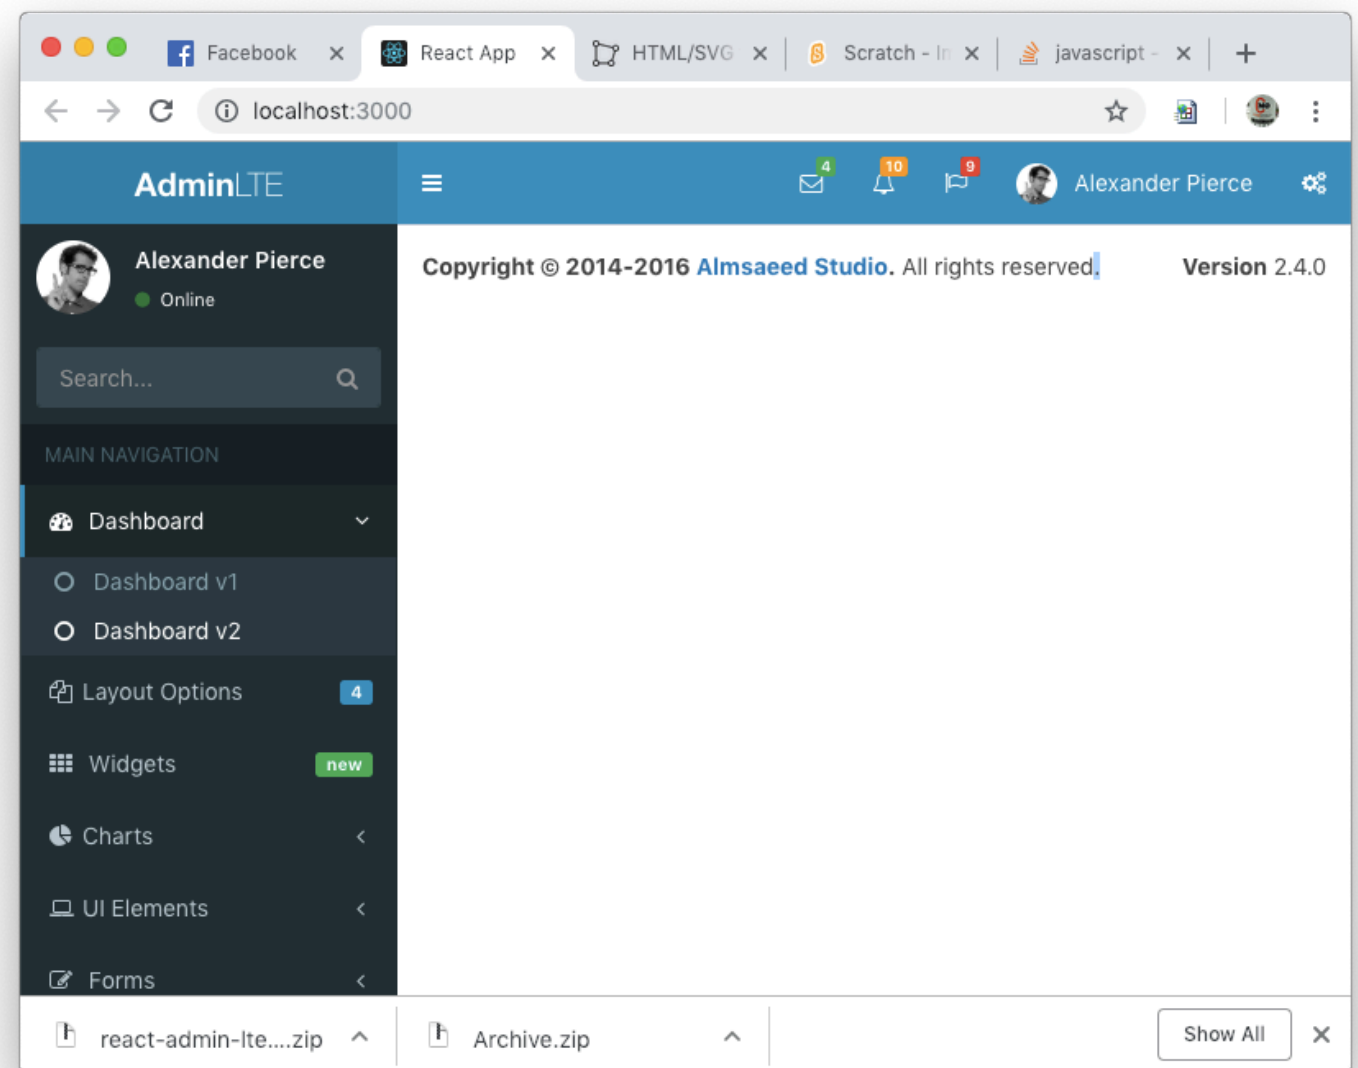 Facebook
React App
HTML/SVG
Scratch - In
javascript -
localhost:3000
AdminLTE
4
10
9
Alexander Pierce
Alexander Pierce
Online
Copyright © 2014-2016 Almsaeed Studio. All rights reserved.
Version 2.4.0
Search...
MAIN NAVIGATION
Dashboard
Dashboard v1
Dashboard v2
Layout Options 4
Widgets new
Charts
UI Elements
Forms
react-admin-lte....zip
Archive.zip
Show All